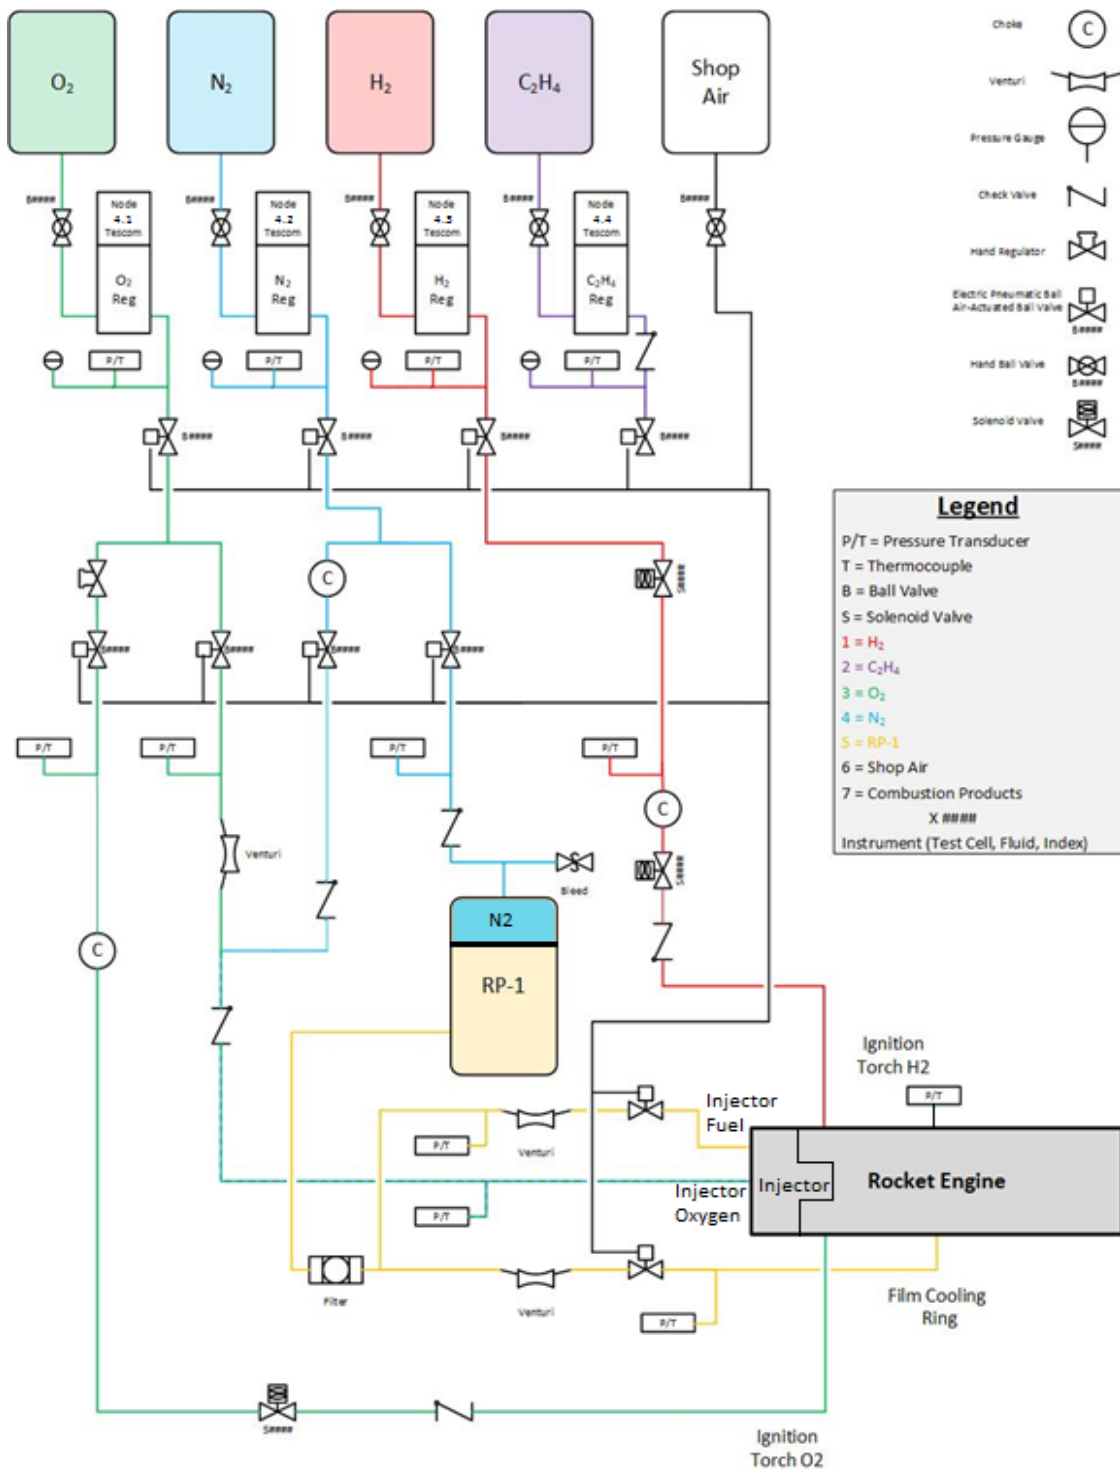 O₂
N₂
H₂
C₂H₄
Shop
Air
Choke
C
Venturi
Pressure Gauge
Check Valve
Hand Regulator
Electric Pneumatic Ball
Air-Actuated Ball Valve
B####
Hand Ball Valve
B####
Solenoid Valve
S####
B####
B####
B####
B####
B####
Node
4.1
Tescom
O₂
Reg
Node
4.2
Tescom
N₂
Reg
Node
4.3
Tescom
H₂
Reg
Node
4.4
Tescom
C₂H₄
Reg
P/T
P/T
P/T
P/T
B####
B####
B####
B####
Legend
P/T = Pressure Transducer
T = Thermocouple
B = Ball Valve
S = Solenoid Valve
1 = H₂
2 = C₂H₄
3 = O₂
4 = N₂
5 = RP-1
6 = Shop Air
7 = Combustion Products
X ####
Instrument (Test Cell, Fluid, Index)
C
S####
B####
B####
B####
B####
P/T
P/T
P/T
P/T
C
Venturi
S####
Bleed
N2
RP-1
C
Ignition
Torch H2
P/T
Injector
Fuel
P/T
Venturi
Injector
Oxygen
Injector
Rocket Engine
P/T
Filter
Venturi
P/T
Film Cooling
Ring
S####
Ignition
Torch O2